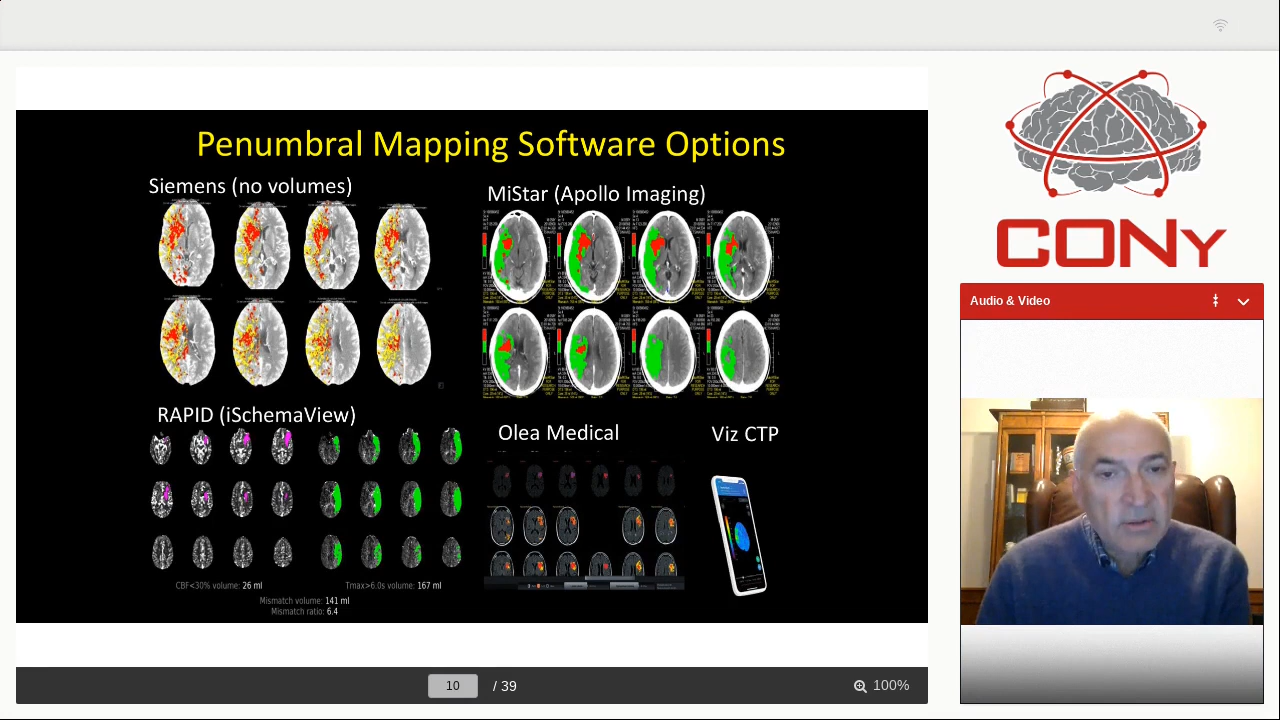 Penumbral Mapping Software Options
Siemens (no volumes)
MiStar (Apollo Imaging)
RAPID (iSchemaView)
CBF<30% volume: 26 ml
Tmax>6.0s volume: 167 ml
Mismatch volume: 141 ml
Mismatch ratio: 6.4
Olea Medical
Viz CTP
10 / 39
100%
CONy
Audio & Video